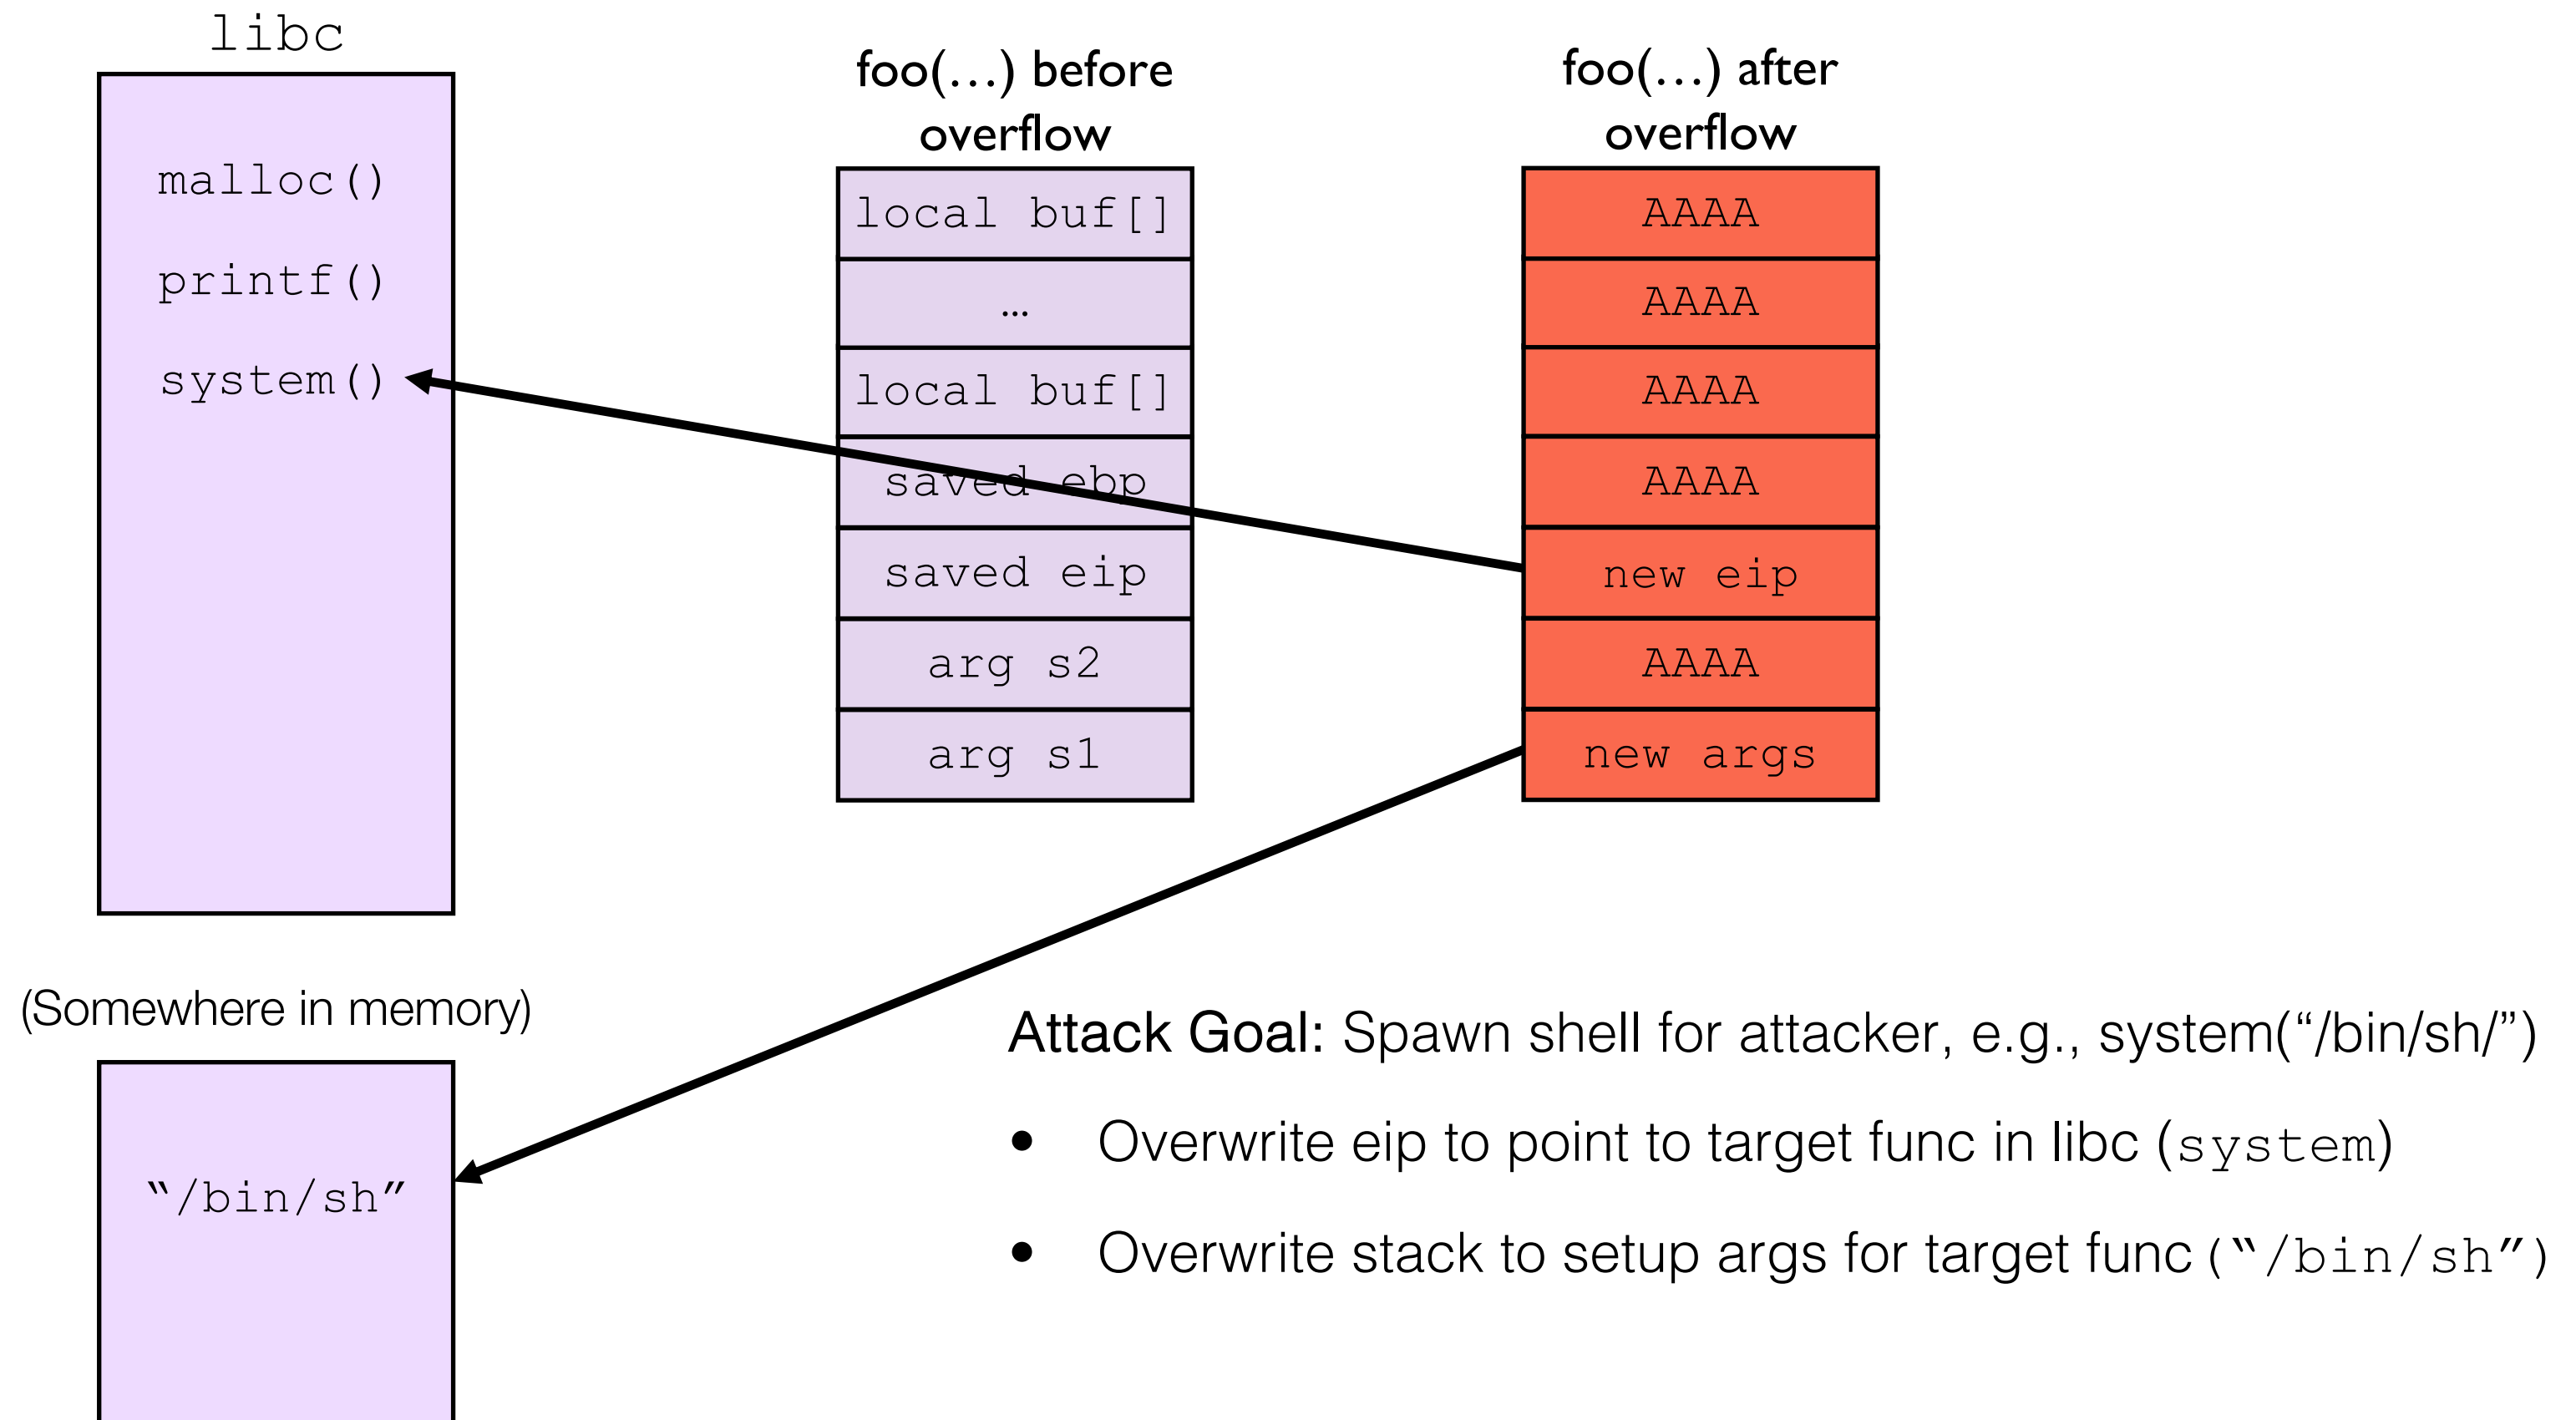 libc
malloc()
printf()
system()
(Somewhere in memory)
“/bin/sh”
foo(…) before
overflow
local buf[]
…
local buf[]
saved ebp
saved eip
arg s2
arg s1
foo(…) after
overflow
AAAA
AAAA
AAAA
AAAA
new eip
AAAA
new args
Attack Goal: Spawn shell for attacker, e.g., system(“/bin/sh/”)
• Overwrite eip to point to target func in libc (system)
• Overwrite stack to setup args for target func(“/bin/sh”)